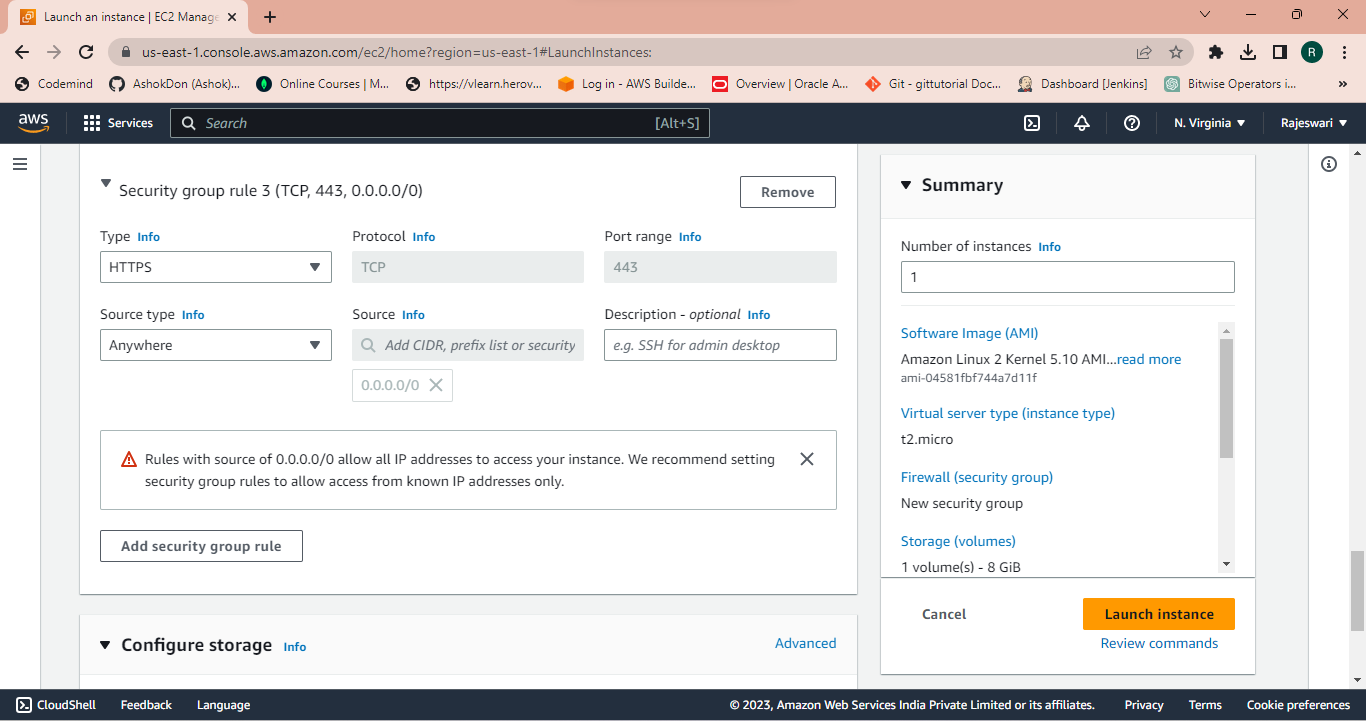 Launch an instance | EC2 Manage
us-east-1.console.aws.amazon.com/ec2/home?region=us-east-1#LaunchInstances:
R
Codemind
AshokDon (Ashok)...
Online Courses | M...
https://vlearn.herov...
Log in - AWS Builde...
Overview | Oracle A...
Git - gittutorial Doc...
Dashboard [Jenkins]
Bitwise Operators i...
»
aws
Services
Search
[Alt+S]
N. Virginia
Rajeswari
Security group rule 3 (TCP, 443, 0.0.0.0/0)
Remove
Type Info
Protocol Info
Port range Info
HTTPS
TCP
443
Source type Info
Source Info
Description - optional Info
Anywhere
Add CIDR, prefix list or security
e.g. SSH for admin desktop
0.0.0.0/0
Rules with source of 0.0.0.0/0 allow all IP addresses to access your instance. We recommend setting
security group rules to allow access from known IP addresses only.
Add security group rule
Configure storage Info
Advanced
Summary
Number of instances Info
1
Software Image (AMI)
Amazon Linux 2 Kernel 5.10 AMI...read more
ami-04581fbf744a7d11f
Virtual server type (instance type)
t2.micro
Firewall (security group)
New security group
Storage (volumes)
1 volume(s) - 8 GiB
Cancel
Launch instance
Review commands
CloudShell
Feedback
Language
© 2023, Amazon Web Services India Private Limited or its affiliates.
Privacy
Terms
Cookie preferences